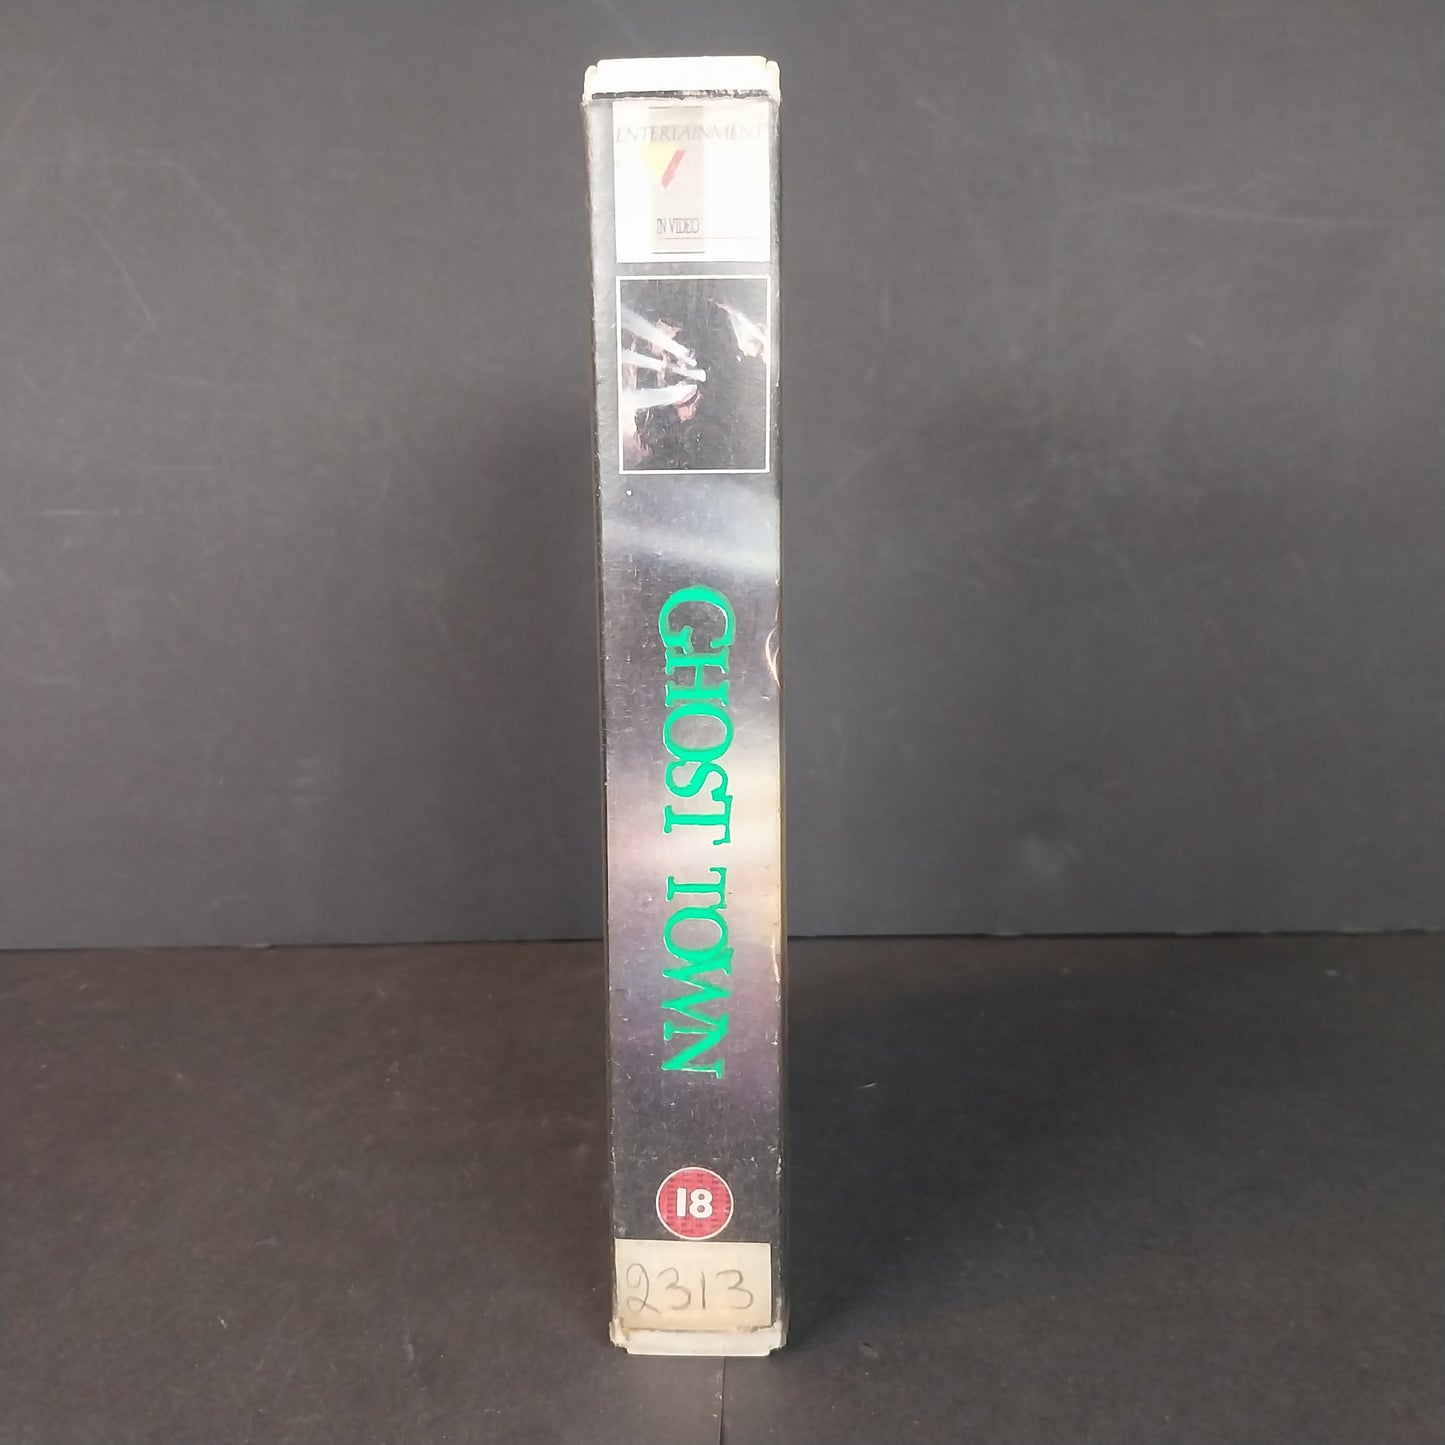 ENTERTAINMENT
IN VIDEO
GHOST TOWN
18
2313